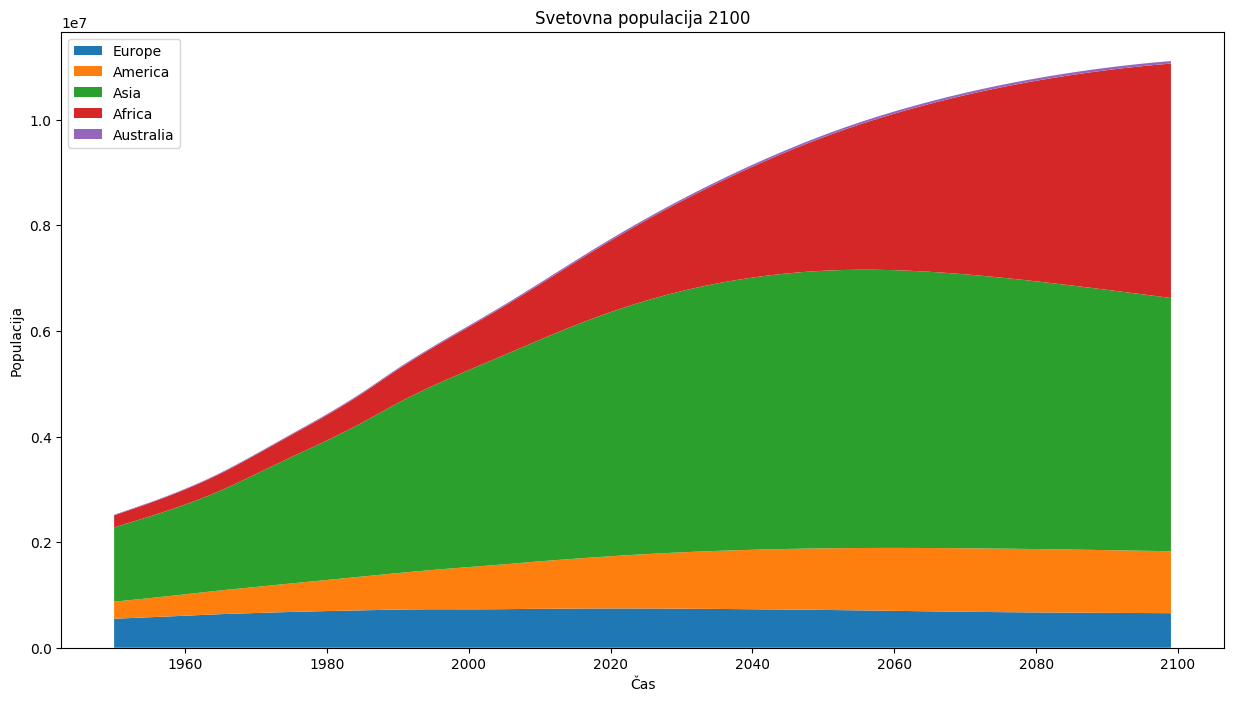 Svetovna populacija 2100
1e7
Europe
America
Asia
Africa
Australia
1.0
0.8
0.6
0.4
0.2
0.0
Populacija
1960 1980 2000 2020 2040 2060 2080 2100
Čas